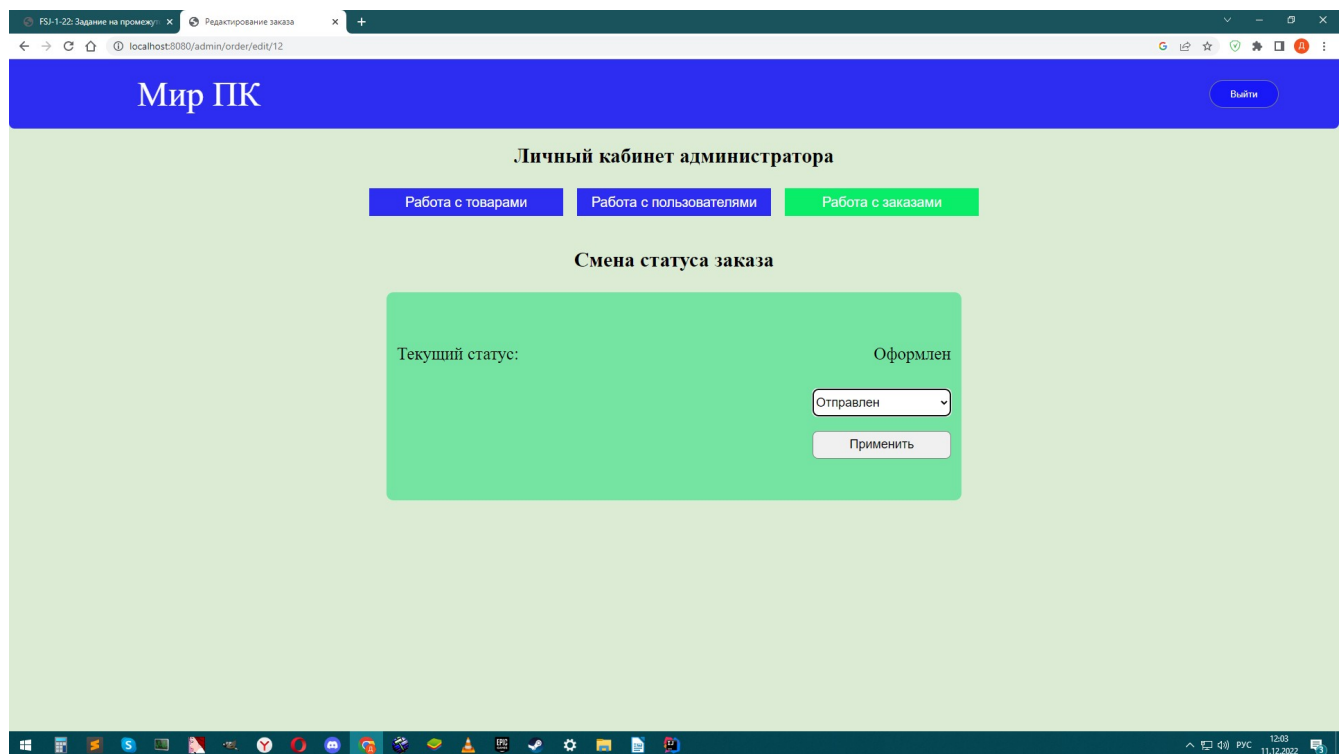 FSJ-1-22: Задание на промежут
Редактирование заказа
localhost:8080/admin/order/edit/12
Мир ПК
Выйти
Личный кабинет администратора
Работа с товарами Работа с пользователями Работа с заказами
Смена статуса заказа
Текущий статус: Оформлен
Отправлен
Применить
РУС
12:03
11.12.2022